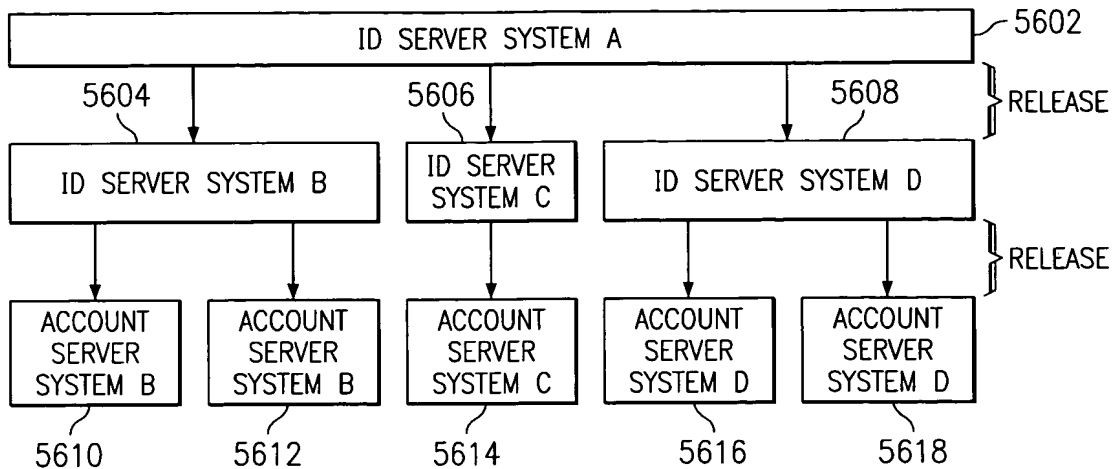 ID SERVER SYSTEM A
5602
5604
5606
5608
RELEASE
ID SERVER SYSTEM B
ID SERVER
SYSTEM C
ID SERVER SYSTEM D
RELEASE
ACCOUNT
SERVER
SYSTEM B
ACCOUNT
SERVER
SYSTEM B
ACCOUNT
SERVER
SYSTEM C
ACCOUNT
SERVER
SYSTEM D
ACCOUNT
SERVER
SYSTEM D
5610
5612
5614
5616
5618